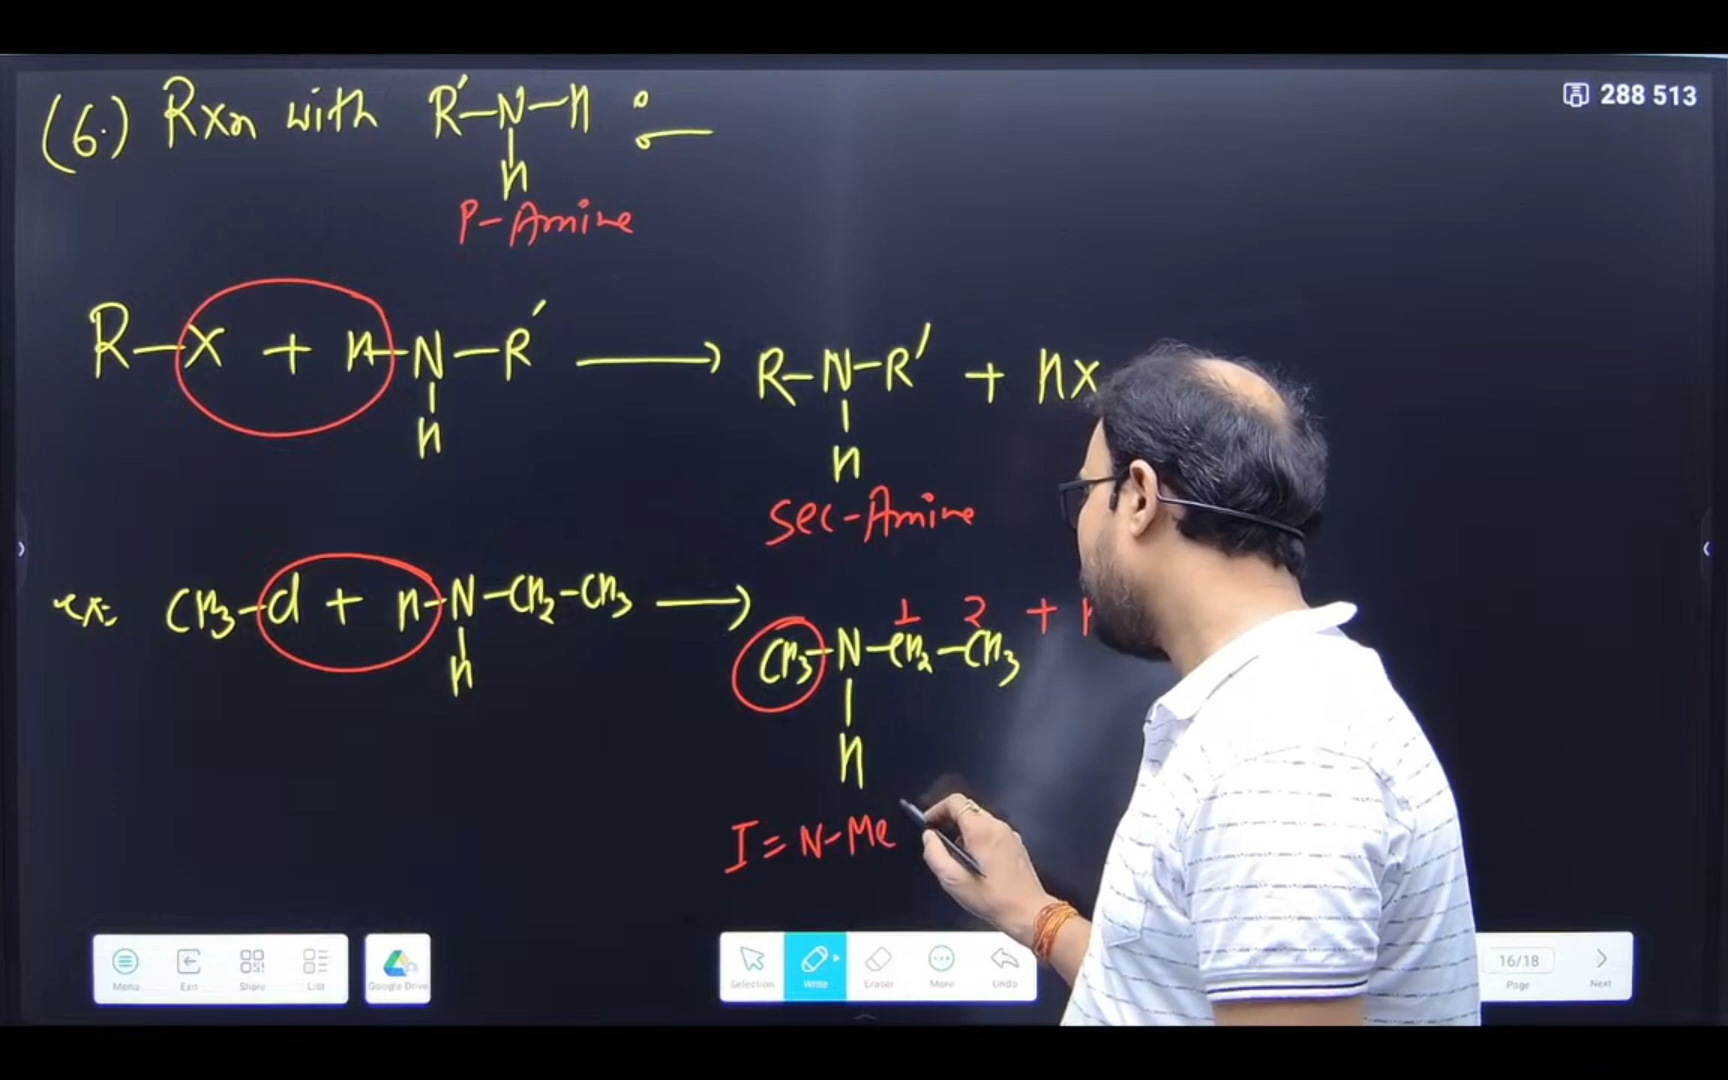 288 513
(6.) Rxn with R'-N-H :
H
P-Amine
R-X + H-N-R' → R-N-R' + HX
H
H
Sec-Amine
ex:- CH3-Cl + H-N-CH2-CH3 →
H
1 2 +
CH3-N-CH2-CH3
H
I = N-Me
Menu Exit Share List Google Drive Selection Write Eraser More Undo 16/18 Page Next